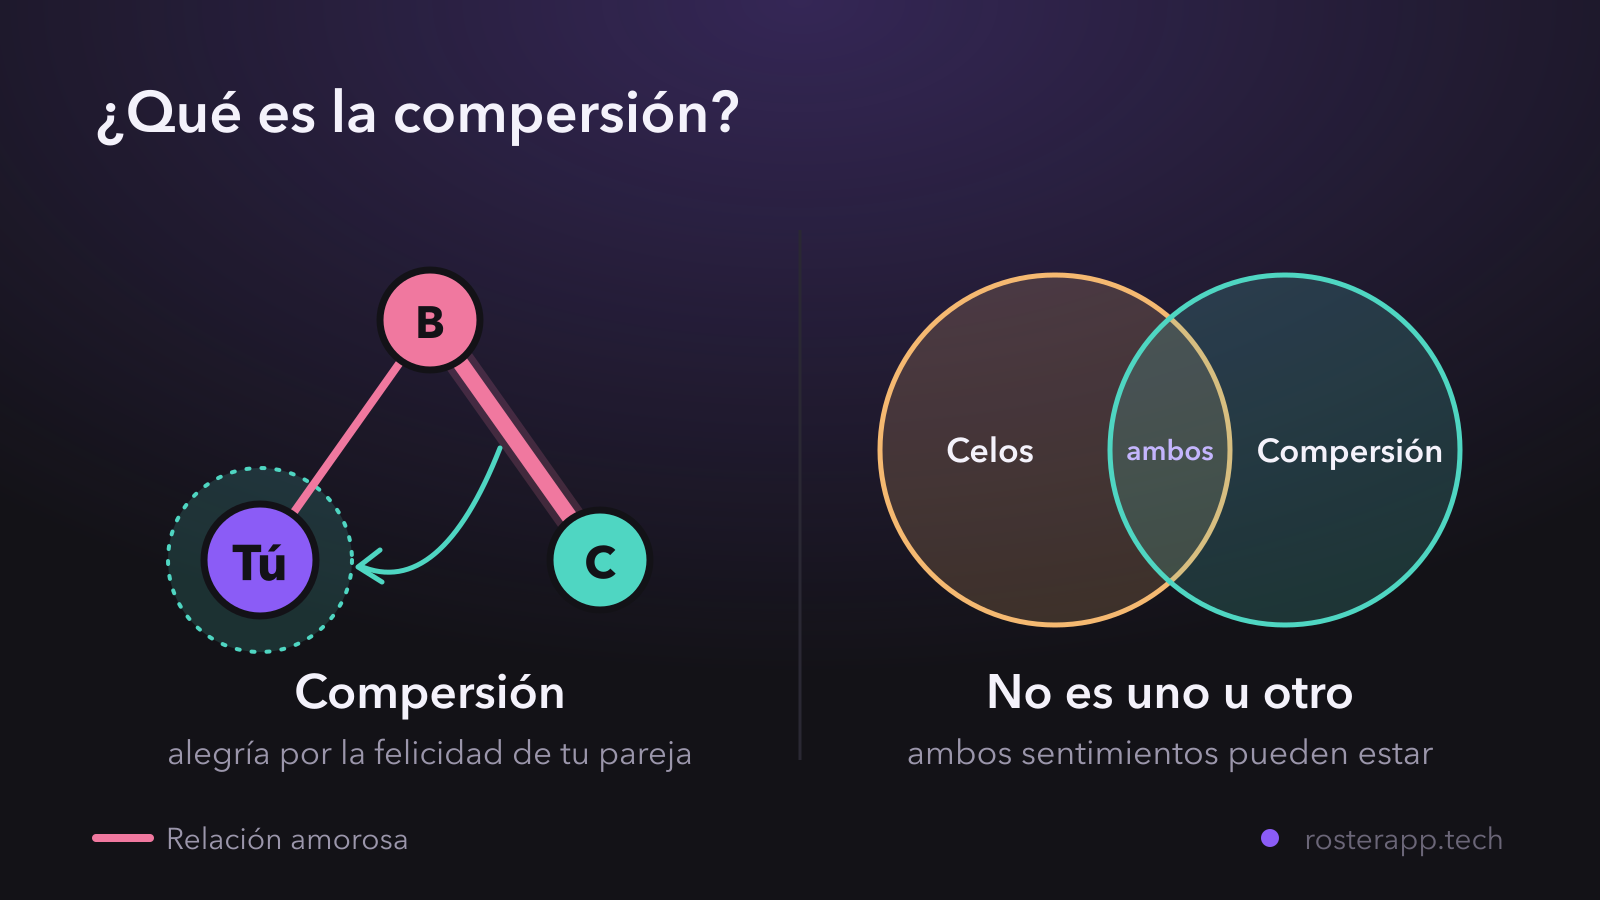 ¿Qué es la compersión?
B
Tú
C
Compersión
alegría por la felicidad de tu pareja
Celos
ambos
Compersión
No es uno u otro
ambos sentimientos pueden estar
Relación amorosa
rosterapp.tech